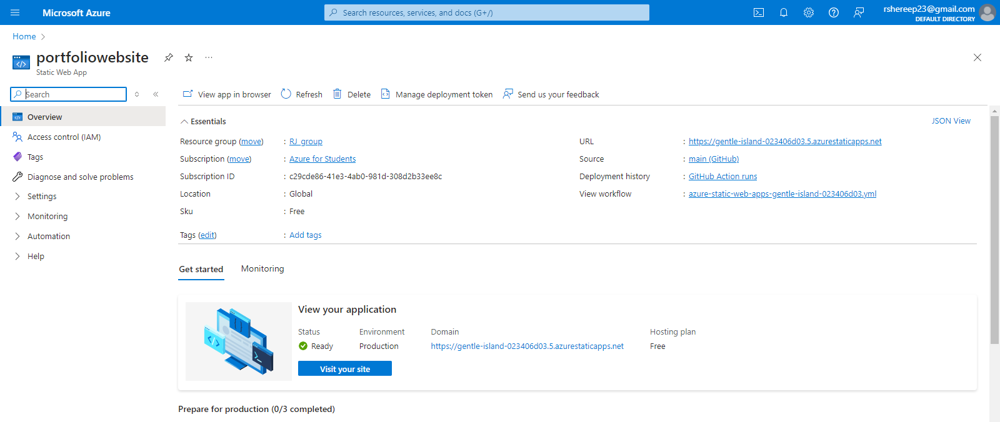 Microsoft Azure
Search resources, services, and docs (G+/)
rshereep23@gmail.com
DEFAULT DIRECTORY
Home
portfoliowebsite
Static Web App
Search
View app in browser
Refresh
Delete
Manage deployment token
Send us your feedback
Overview
Access control (IAM)
Tags
Diagnose and solve problems
Settings
Monitoring
Automation
Help
Essentials
JSON View
Resource group (move) : RJ_group
Subscription (move) : Azure for Students
Subscription ID : c29cde86-41e3-4ab0-981d-308d2b33ee8c
Location : Global
Sku : Free
URL : https://gentle-island-023406d03.5.azurestaticapps.net
Source : main (GitHub)
Deployment history : GitHub Action runs
View workflow : azure-static-web-apps-gentle-island-023406d03.yml
Tags (edit) : Add tags
Get started
Monitoring
View your application
Status Environment Domain Hosting plan
Ready Production https://gentle-island-023406d03.5.azurestaticapps.net Free
Visit your site
Prepare for production (0/3 completed)